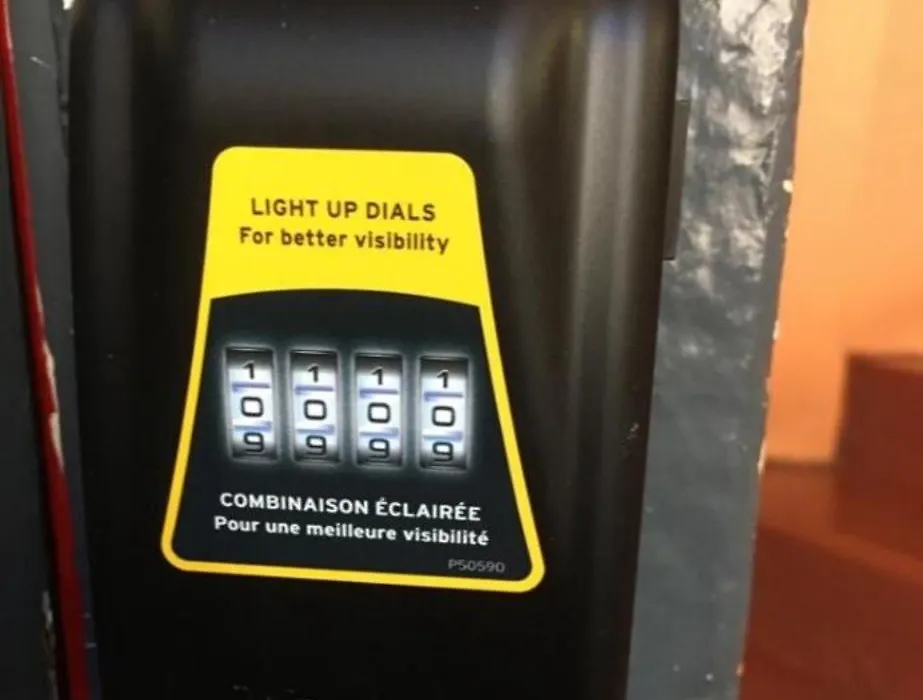 LIGHT UP DIALS
For better visibility
1 1 1 1
0 0 0 0
9 9 9 9
COMBINAISON ÉCLAIRÉE
Pour une meilleure visibilité
P50590